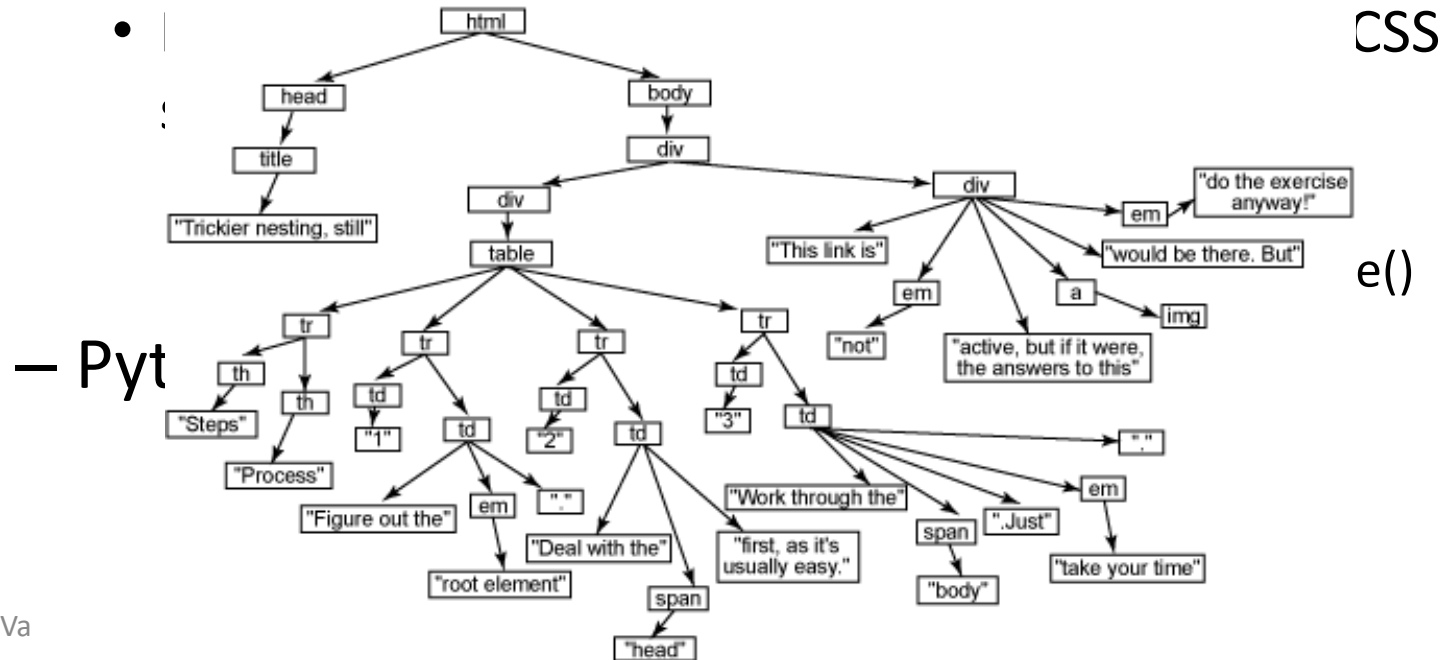 html
• CSS
head
body
title
div
div
div
"do the exercise
anyway!"
em
"Trickier nesting, still"
table
"This link is"
"would be there. But"
e()
em
a
img
tr
tr
tr
tr
"not"
"active, but if it were,
the answers to this"
– Pyt
th
th
td
td
td
"Steps"
"1"
"2"
"3"
td
td
td
"."
"Process"
"Figure out the"
em
"."
"Work through the"
em
"Deal with the"
"first, as it's
usually easy."
span
".Just"
"root element"
"take your time"
"body"
span
Va
"head"